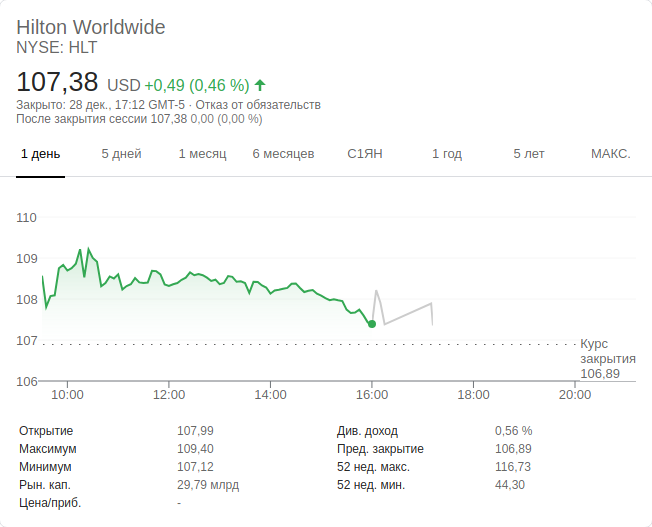 Hilton Worldwide
NYSE: HLT
107,38 USD +0,49 (0,46 %)
Закрыто: 28 дек., 17:12 GMT-5 · Отказ от обязательств
После закрытия сессии 107,38 0,00 (0,00 %)
1 день 5 дней 1 месяц 6 месяцев С1ЯН 1 год 5 лет МАКС.
110
109
108
107
Курс
закрытия
106,89
106
10:00 12:00 14:00 16:00 18:00 20:00
Открытие 107,99 Див. доход 0,56 %
Максимум 109,40 Пред. закрытие 106,89
Минимум 107,12 52 нед. макс. 116,73
Рын. кап. 29,79 млрд 52 нед. мин. 44,30
Цена/приб. -